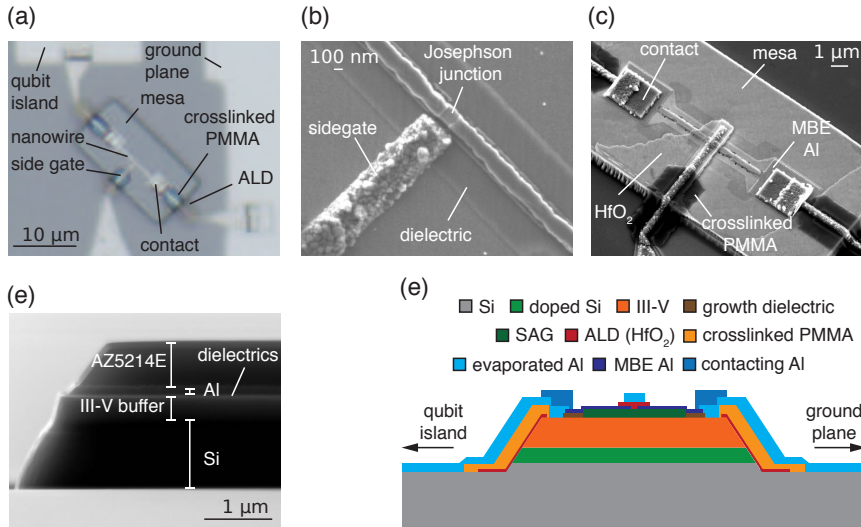 (a)
qubit
island
ground
plane
mesa
nanowire
crosslinked
PMMA
side gate
ALD
10 μm
contact
(b)
100 nm
Josephson
junction
sidegate
dielectric
(c)
contact
1 μm
mesa
MBE
Al
HfO2
crosslinked
PMMA
(e)
AZ5214E
dielectrics
Al
III-V buffer
Si
1 μm
(e)
Si doped Si III-V growth dielectric
SAG ALD (HfO2) crosslinked PMMA
evaporated Al MBE Al contacting Al
qubit
island
ground
plane